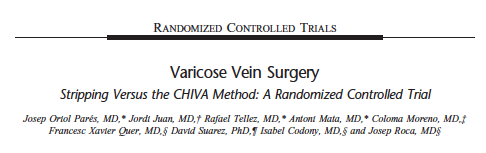 RANDOMIZED CONTROLLED TRIALS
Varicose Vein Surgery
Stripping Versus the CHIVA Method: A Randomized Controlled Trial
Josep Oriol Parés, MD,* Jordi Juan, MD,† Rafael Tellez, MD,* Antoni Mata, MD,* Coloma Moreno, MD,‡
Francesc Xavier Quer, MD,§ David Suarez, PhD,¶ Isabel Codony, MD,§ and Josep Roca, MD§